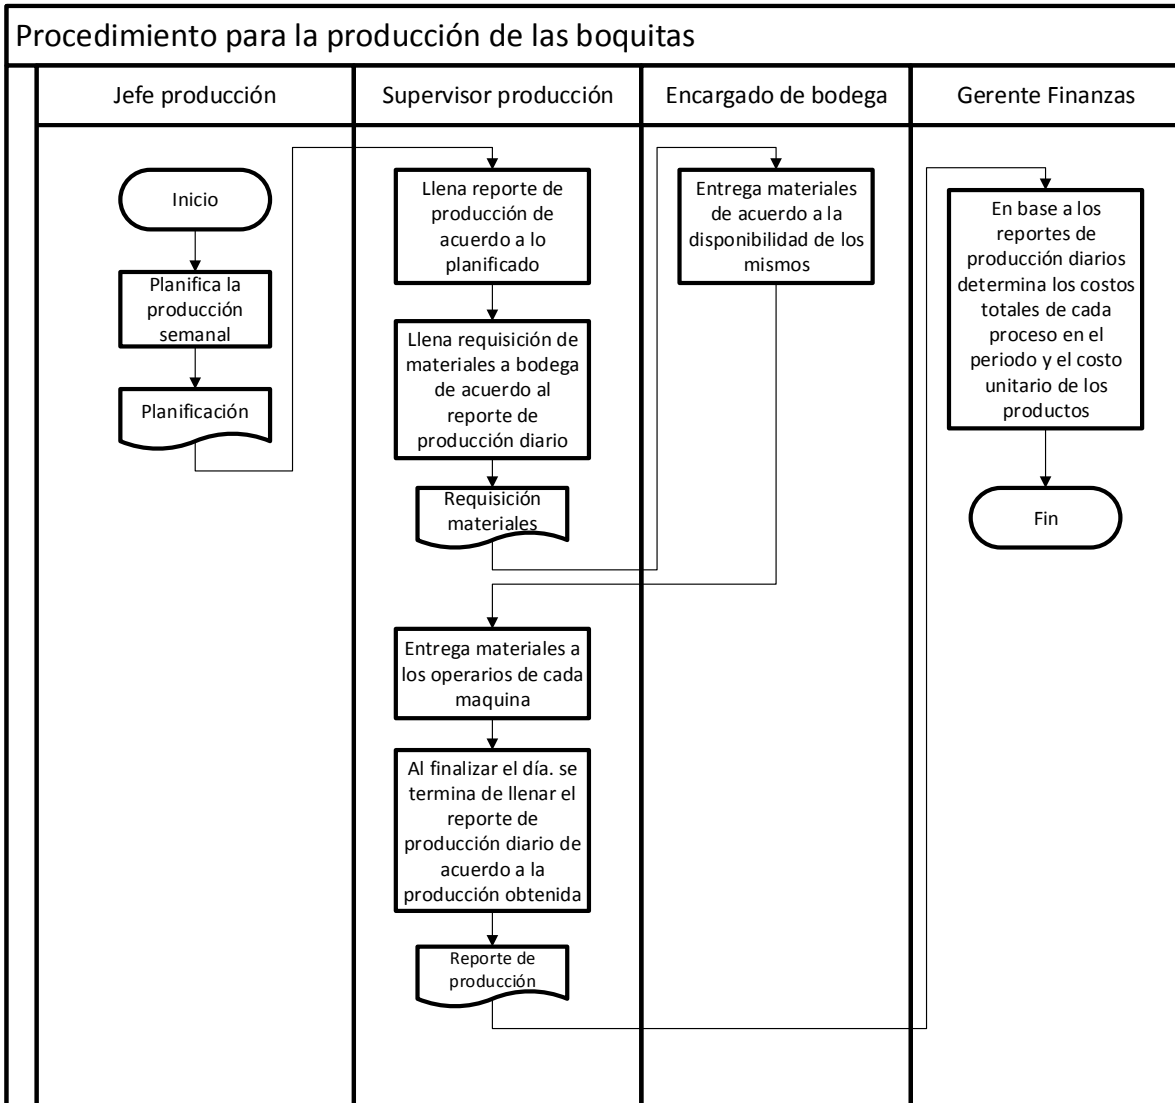 Procedimiento para la producción de las boquitas
Jefe producción
Supervisor producción
Encargado de bodega
Gerente Finanzas
Inicio
Planifica la
producción
semanal
Planificación
Llena reporte de
producción de
acuerdo a lo
planificado
Llena requisición de
materiales a bodega
de acuerdo al
reporte de
producción diario
Requisición
materiales
Entrega materiales
de acuerdo a la
disponibilidad de los
mismos
Entrega materiales a
los operarios de cada
maquina
Al finalizar el día. se
termina de llenar el
reporte de
producción diario de
acuerdo a la
producción obtenida
Reporte de
producción
En base a los
reportes de
producción diarios
determina los costos
totales de cada
proceso en el
periodo y el costo
unitario de los
productos
Fin